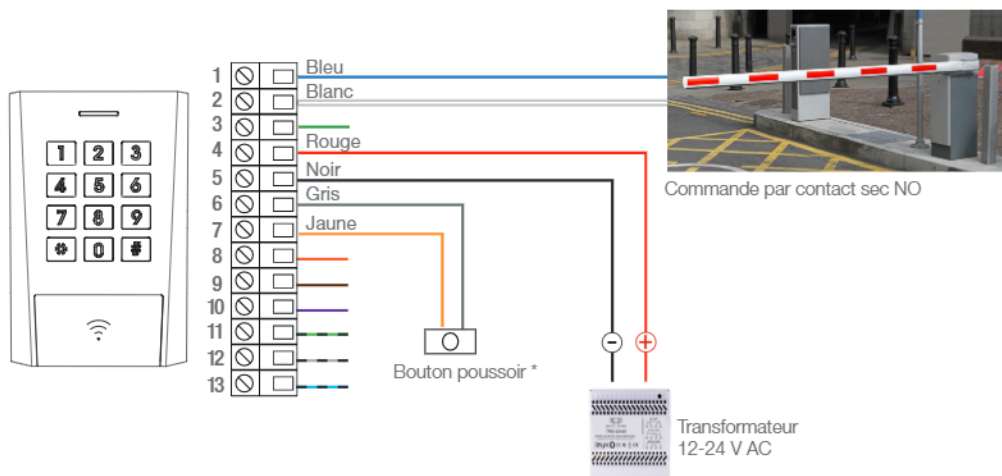 1 Bleu
2 Blanc
3
4 Rouge
5 Noir
6 Gris
7 Jaune
8
9
10
11
12
13
1 2 3
4 5 6
7 8 9
* 0 #
Commande par contact sec NO
Bouton poussoir *
- +
Transformateur
12-24 V AC